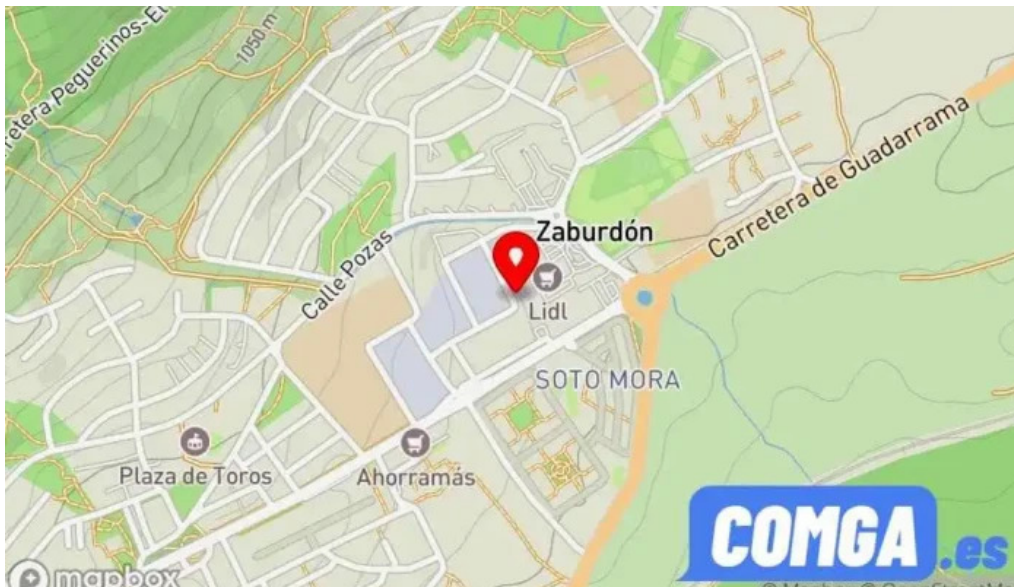 retera Peguerinos-El
1050 m
Carretera de Guadarrama
Zaburdón
Calle Pozas
Lidl
SOTO MORA
Plaza de Toros
Ahorramás
COMGA.es
mapbox